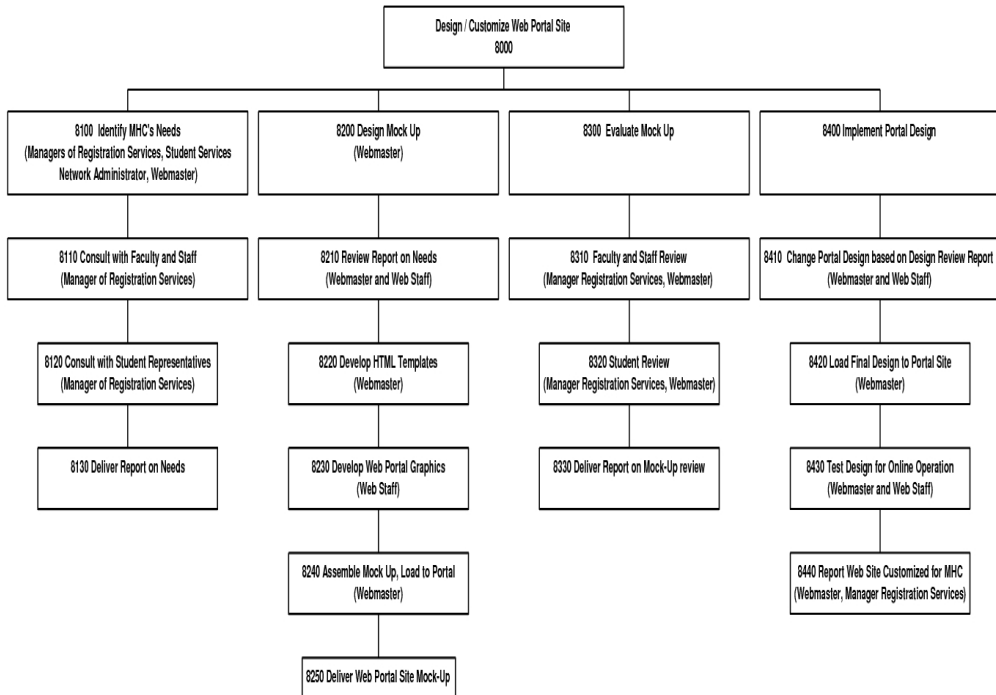 Design / Customize Web Portal Site
8000
8100 Identify MHC's Needs
(Managers of Registration Services, Student Services
Network Administrator, Webmaster)
8110 Consult with Faculty and Staff
(Manager of Registration Services)
8120 Consult with Student Representatives
(Manager of Registration Services)
8130 Deliver Report on Needs
8200 Design Mock Up
(Webmaster)
8210 Review Report on Needs
(Webmaster and Web Staff)
8220 Develop HTML Templates
(Webmaster)
8230 Develop Web Portal Graphics
(Web Staff)
8240 Assemble Mock Up, Load to Portal
(Webmaster)
8250 Deliver Web Portal Site Mock-Up
8300 Evaluate Mock Up
8310 Faculty and Staff Review
(Manager Registration Services, Webmaster)
8320 Student Review
(Manager Registration Services, Webmaster)
8330 Deliver Report on Mock-Up review
8400 Implement Portal Design
8410 Change Portal Design based on Design Review Report
(Webmaster and Web Staff)
8420 Load Final Design to Portal Site
(Webmaster)
8430 Test Design for Online Operation
(Webmaster and Web Staff)
8440 Report Web Site Customized for MHC
(Webmaster, Manager Registration Services)